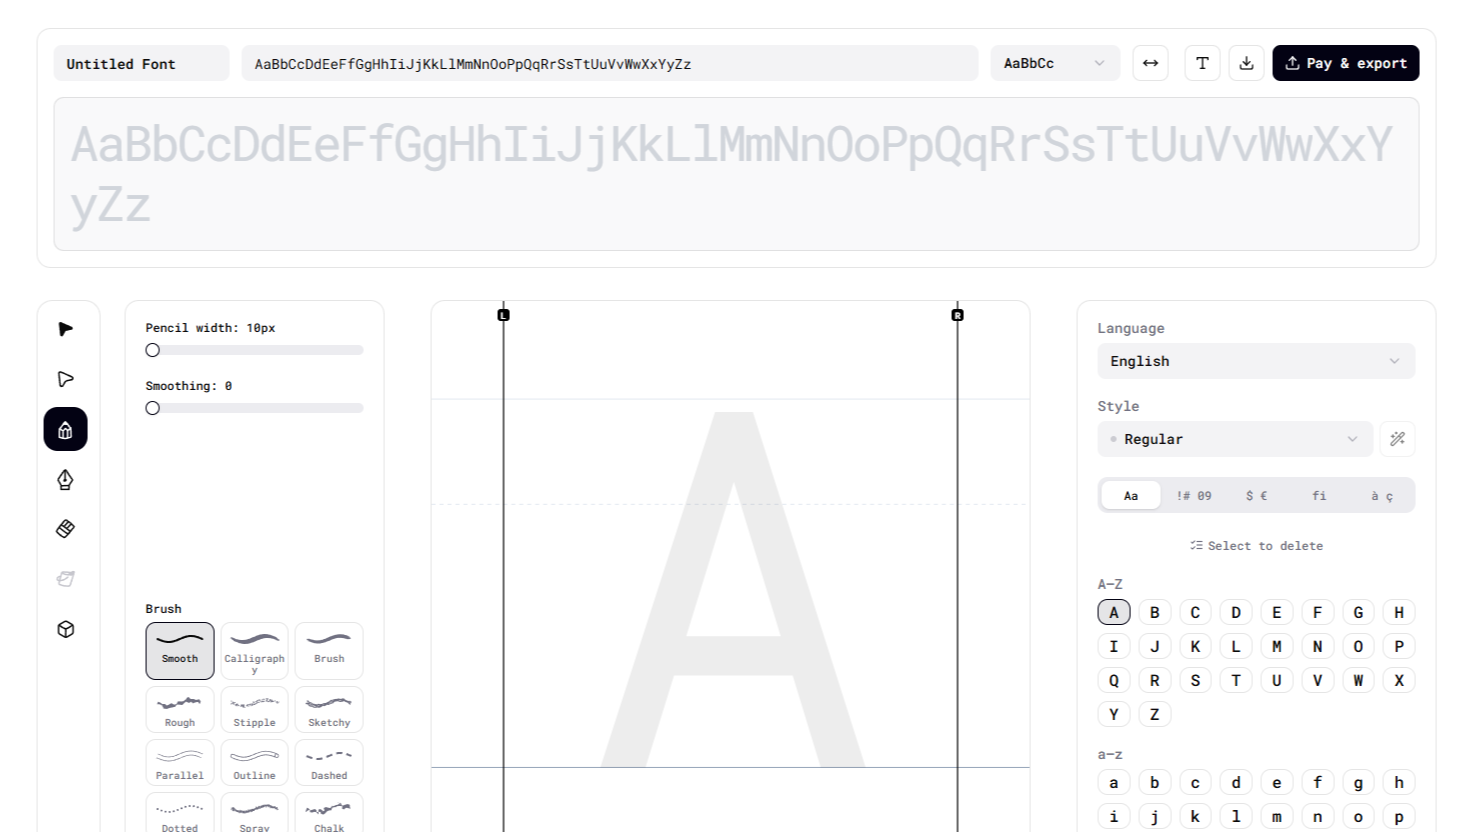 Untitled Font
AaBbCcDdEeFfGgHhIiJjKkLlMmNnOoPpQqRrSsTtUuVvWwXxYyZz
AaBbCc
Pay & export
AaBbCcDdEeFfGgHhIiJjKkLlMmNnOoPpQqRrSsTtUuVvWwXxY
yZz
Pencil width: 10px
Smoothing: 0
Brush
Smooth
Calligraph
y
Brush
Rough
Stipple
Sketchy
Parallel
Outline
Dashed
Dotted
Spray
Chalk
L
R
A
Language
English
Style
Regular
Aa !# 09 $ € fi à ç
Select to delete
A–Z
A B C D E F G H
I J K L M N O P
Q R S T U V W X
Y Z
a–z
a b c d e f g h
i j k l m n o p